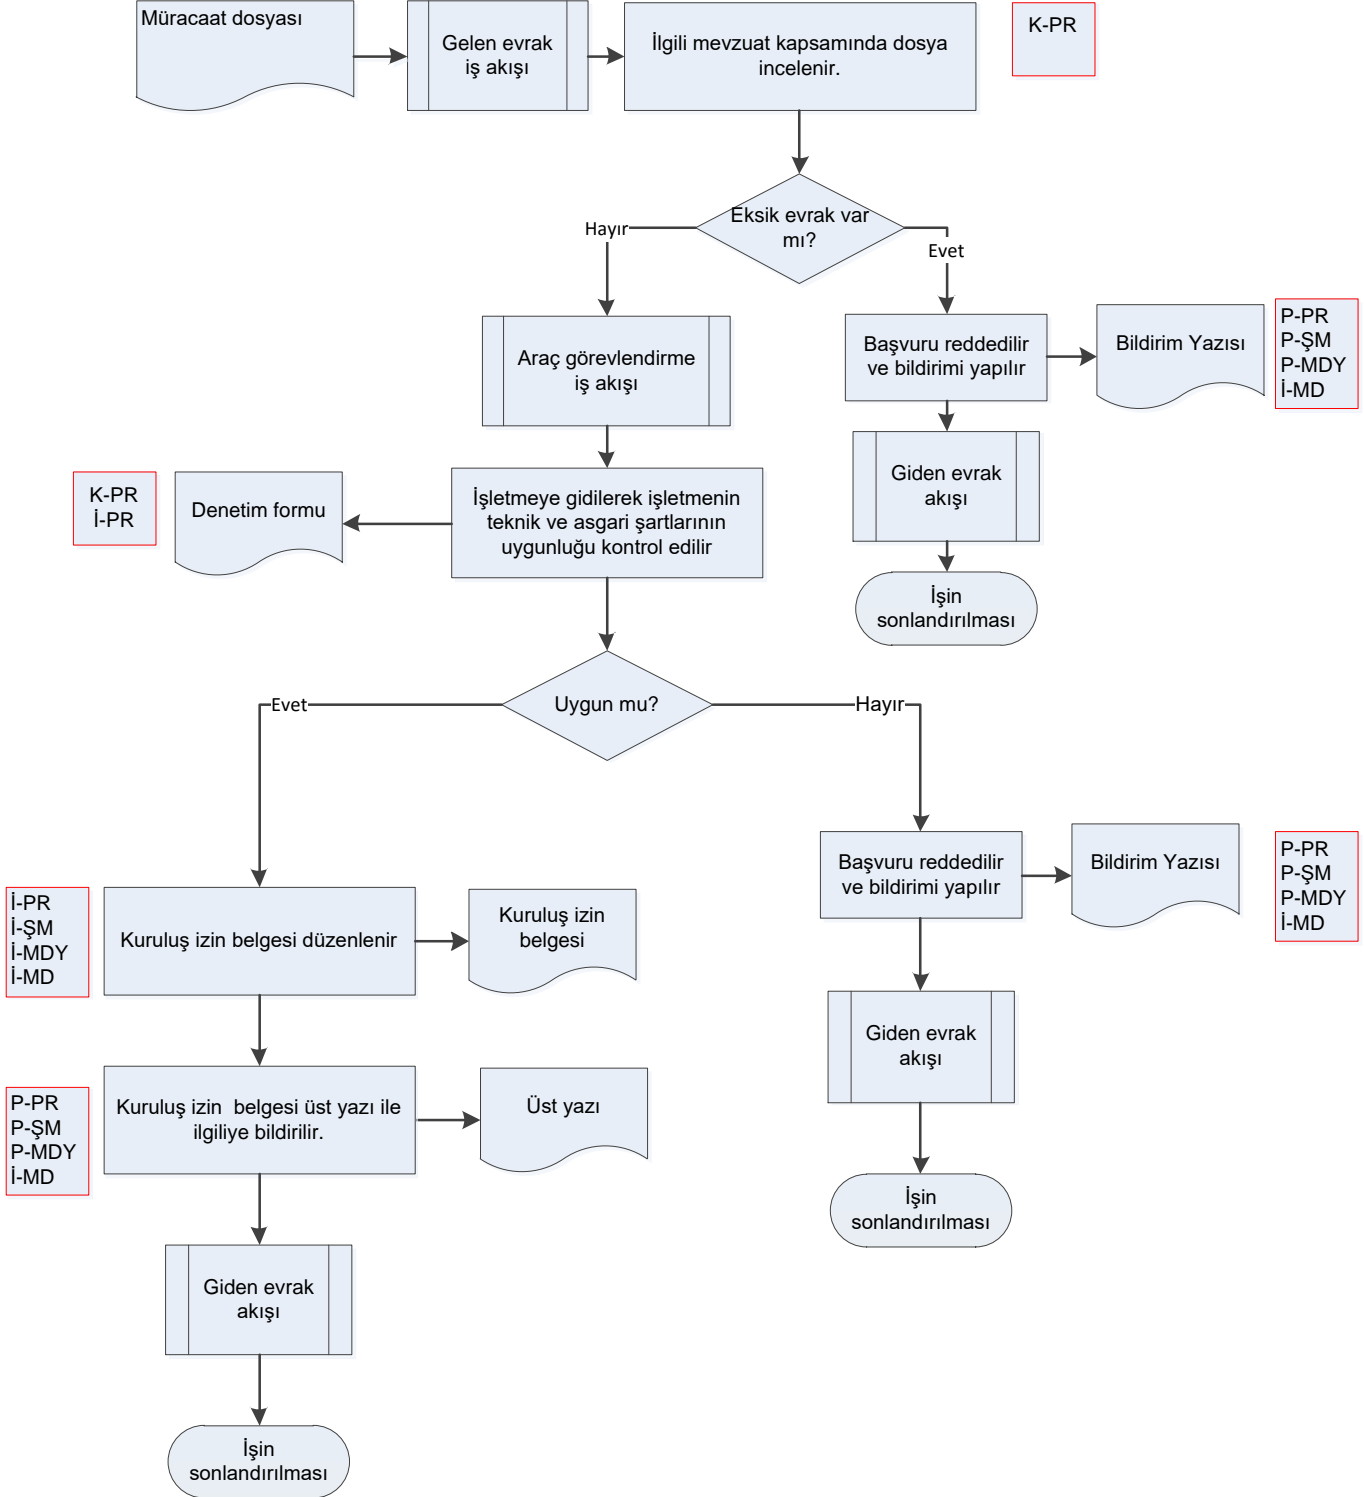 Müracaat dosyası
Gelen evrak
iş akışı
İlgili mevzuat kapsamında dosya
incelenir.
K-PR
Eksik evrak var
mı?
Hayır
Evet
Araç görevlendirme
iş akışı
Başvuru reddedilir
ve bildirimi yapılır
Bildirim Yazısı
P-PR
P-ŞM
P-MDY
İ-MD
Giden evrak
akışı
İşin
sonlandırılması
K-PR
İ-PR
Denetim formu
İşletmeye gidilerek işletmenin
teknik ve asgari şartlarının
uygunluğu kontrol edilir
Uygun mu?
Evet
Hayır
Başvuru reddedilir
ve bildirimi yapılır
Bildirim Yazısı
P-PR
P-ŞM
P-MDY
İ-MD
İ-PR
İ-ŞM
İ-MDY
İ-MD
Kuruluş izin belgesi düzenlenir
Kuruluş izin
belgesi
Giden evrak
akışı
P-PR
P-ŞM
P-MDY
İ-MD
Kuruluş izin  belgesi üst yazı ile
ilgiliye bildirilir.
Üst yazı
İşin
sonlandırılması
Giden evrak
akışı
İşin
sonlandırılması